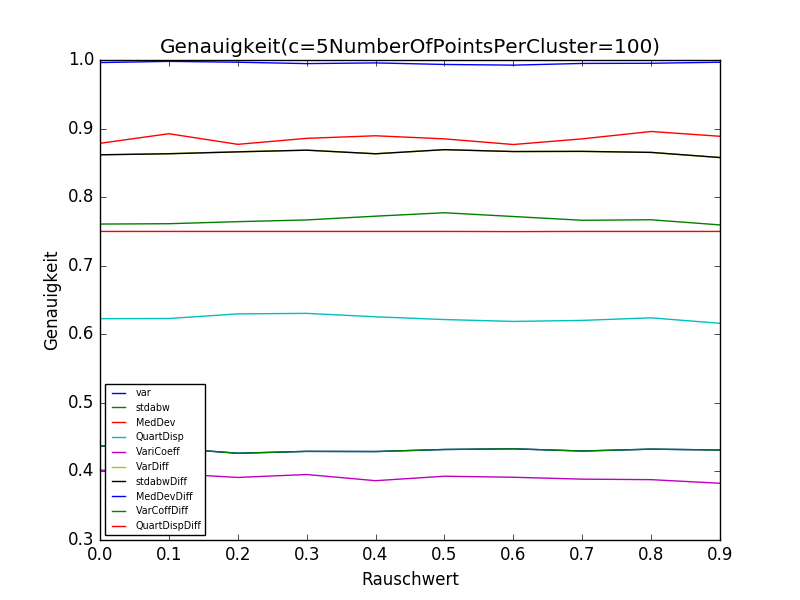 Genauigkeit(c=5NumberOfPointsPerCluster=100)
1.0
0.9
0.8
0.7
0.6
0.5
0.4
0.3
Genauigkeit
var
stdabw
MedDev
QuartDisp
VariCoeff
VarDiff
stdabwDiff
MedDevDiff
VarCoffDiff
QuartDispDiff
0.0 0.1 0.2 0.3 0.4 0.5 0.6 0.7 0.8 0.9
Rauschwert